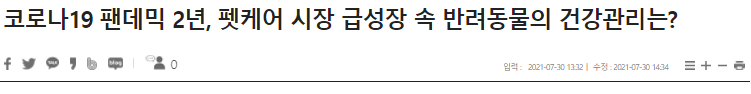 코로나19 팬데믹 2년, 펫케어 시장 급성장 속 반려동물의 건강관리는?
TALK blog 0 입력 : 2021-07-30 13:32 | 수정 : 2021-07-30 14:34